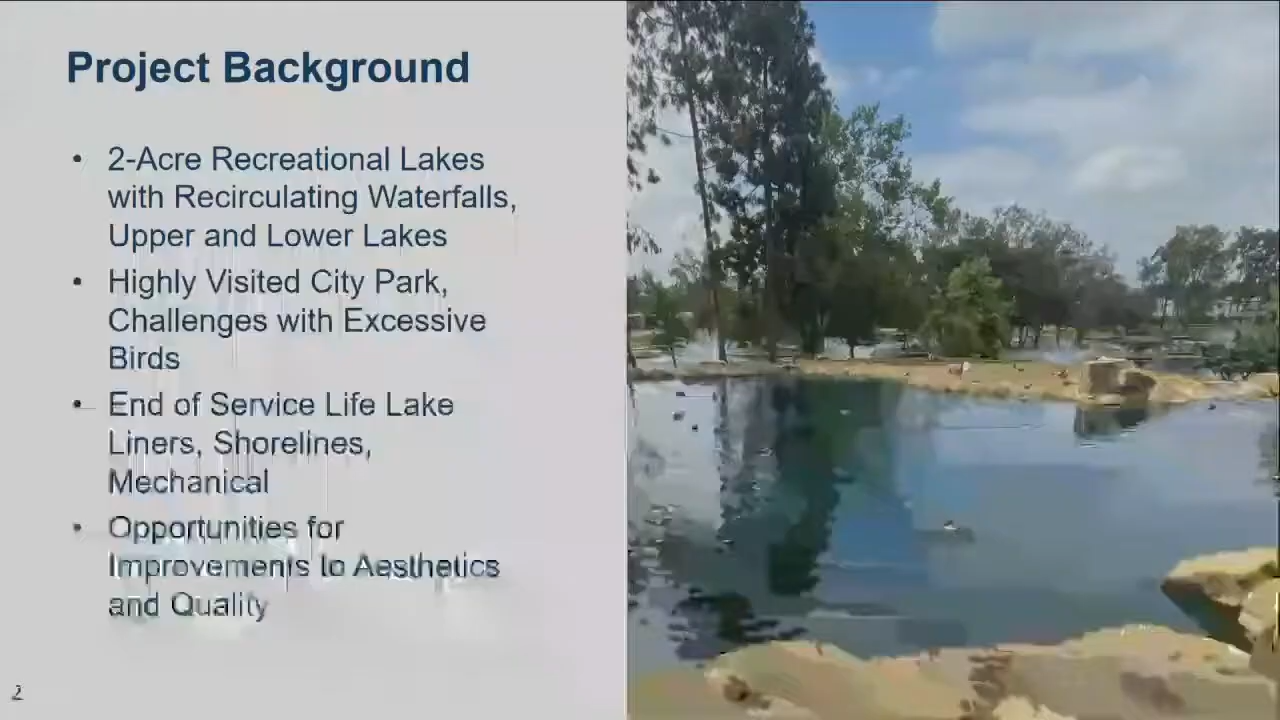 Project Background
• 2-Acre Recreational Lakes
with Recirculating Waterfalls,
Upper and Lower Lakes
• Highly Visited City Park,
Challenges with Excessive
Birds
• End of Service Life Lake
Liners, Shorelines,
Mechanical
• Opportunities for
Improvements to Aesthetics
and Quality
2